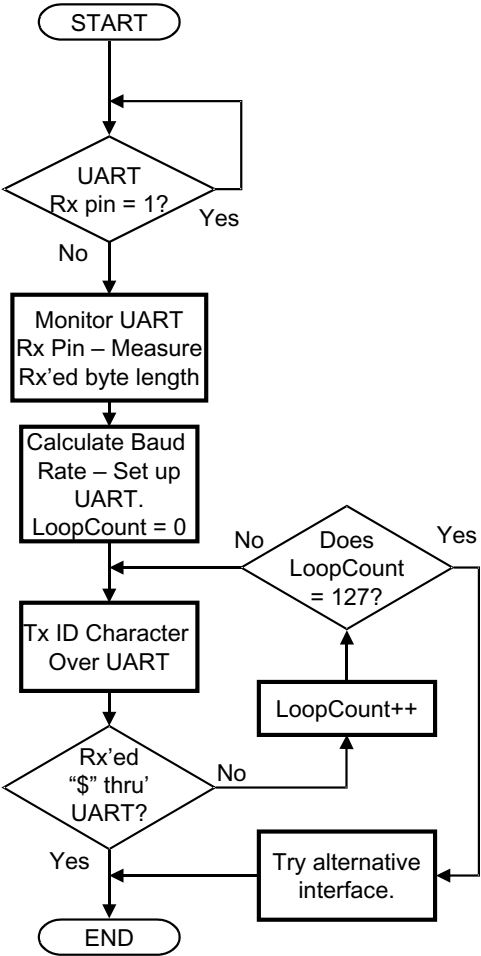 START
UART
Rx pin = 1?
Yes
No
Monitor UART
Rx Pin – Measure
Rx’ed byte length
Calculate Baud
Rate – Set up
UART.
LoopCount = 0
No
Does
LoopCount
= 127?
Yes
Tx ID Character
Over UART
LoopCount++
Rx’ed
“$” thru’
UART?
No
Yes
Try alternative
interface.
END